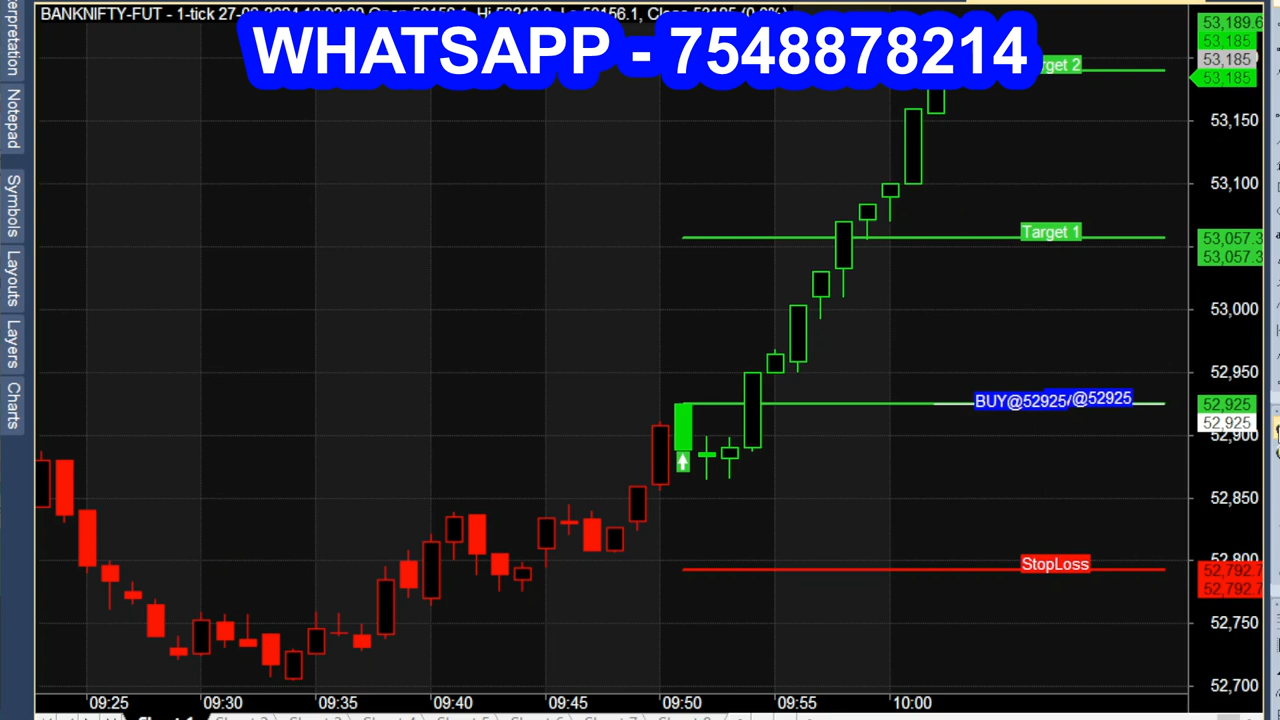 BANKNIFTY-FUT - 1-tick
WHATSAPP - 7548878214
53,189.6
53,185
53,185
53,185
53,150
53,100
Target 1
53,057.3
53,057.3
53,000
52,950
BUY@52925
@52925
52,925
52,925
52,900
52,850
52,800
StopLoss
52,792.7
52,792.7
52,750
52,700
09:25
09:30
09:35
09:40
09:45
09:50
09:55
10:00
Notepad
Symbols
Layouts
Layers
Charts